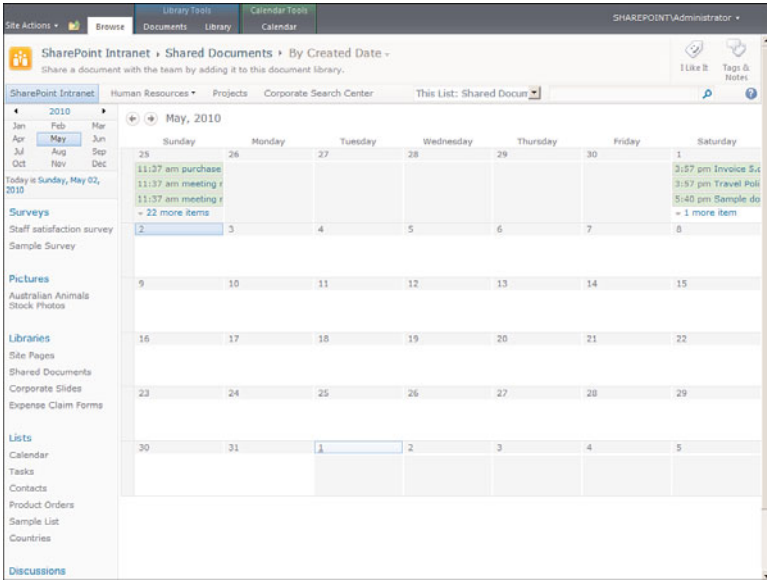 Library Tools Calendar Tools
Site Actions Browse Documents Library Calendar SHAREPOINT\Administrator
SharePoint Intranet Shared Documents By Created Date
Share a document with the team by adding it to this document library.
I Like It Tags & Notes
SharePoint Intranet Human Resources Projects Corporate Search Center This List: Shared Docum
2010
Jan Feb Mar
Apr May Jun
Jul Aug Sep
Oct Nov Dec
Today is Sunday, May 02, 2010
Surveys
Staff satisfaction survey
Sample Survey
Pictures
Australian Animals
Stock Photos
Libraries
Site Pages
Shared Documents
Corporate Slides
Expense Claim Forms
Lists
Calendar
Tasks
Contacts
Product Orders
Sample List
Countries
Discussions
May, 2010
Sunday Monday Tuesday Wednesday Thursday Friday Saturday
25 26 27 28 29 30 1
11:37 am purchase 3:57 pm Invoice S.d
11:37 am meeting r 3:57 pm Travel Poli
11:37 am meeting r 5:40 pm Sample do
22 more items 1 more item
2 3 4 5 6 7 8
9 10 11 12 13 14 15
16 17 18 19 20 21 22
23 24 25 26 27 28 29
30 31 1 2 3 4 5